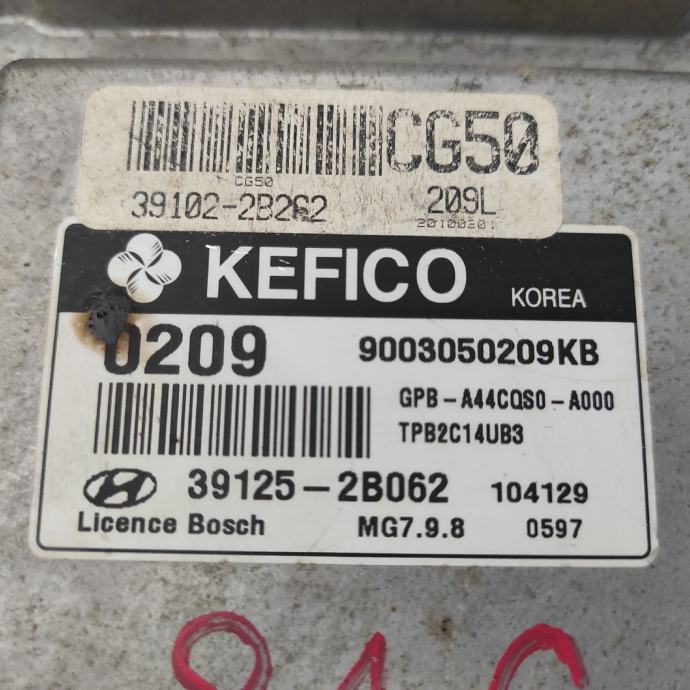 CG50
CG50
39102-2B262 209L
KEFICO KOREA
0209 9003050209KB
GPB-A44CQS0-A000
TPB2C14UB3
39125-2B062 104129
Licence Bosch MG7.9.8 0597